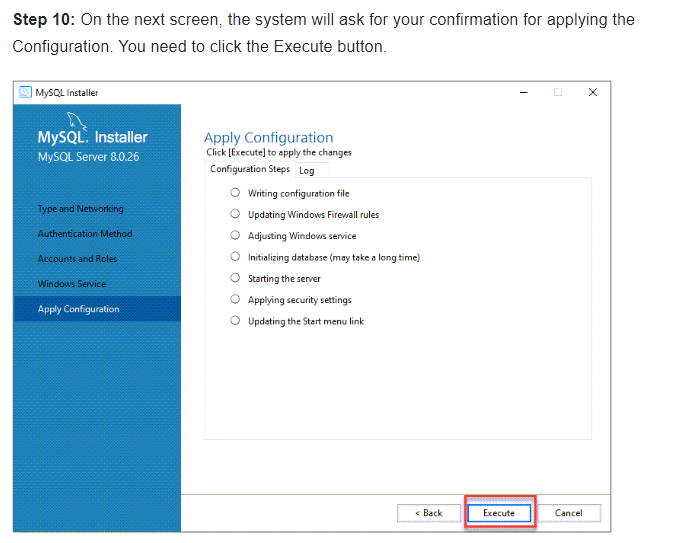 Step 10: On the next screen, the system will ask for your confirmation for applying the
Configuration. You need to click the Execute button.
MySQL Installer
MySQL. Installer
MySQL Server 8.0.26
Type and Networking
Authentication Method
Accounts and Roles
Windows Service
Apply Configuration
Apply Configuration
Click [Execute] to apply the changes
Configuration Steps Log
Writing configuration file
Updating Windows Firewall rules
Adjusting Windows service
Initializing database (may take a long time)
Starting the server
Applying security settings
Updating the Start menu link
< Back Execute Cancel